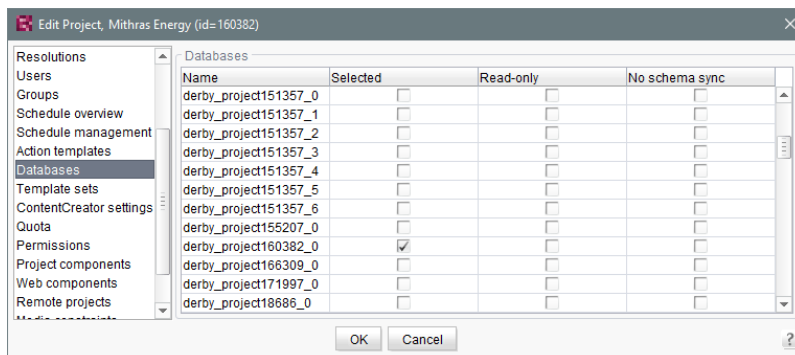 Edit Project, Mithras Energy (id=160382)
Resolutions
Users
Groups
Schedule overview
Schedule management
Action templates
Databases
Template sets
ContentCreator settings
Quota
Permissions
Project components
Web components
Remote projects
Databases
Name Selected Read-only No schema sync
derby_project151357_0
derby_project151357_1
derby_project151357_2
derby_project151357_3
derby_project151357_4
derby_project151357_5
derby_project151357_6
derby_project155207_0
derby_project160382_0
derby_project166309_0
derby_project171997_0
derby_project18686_0
OK Cancel
?